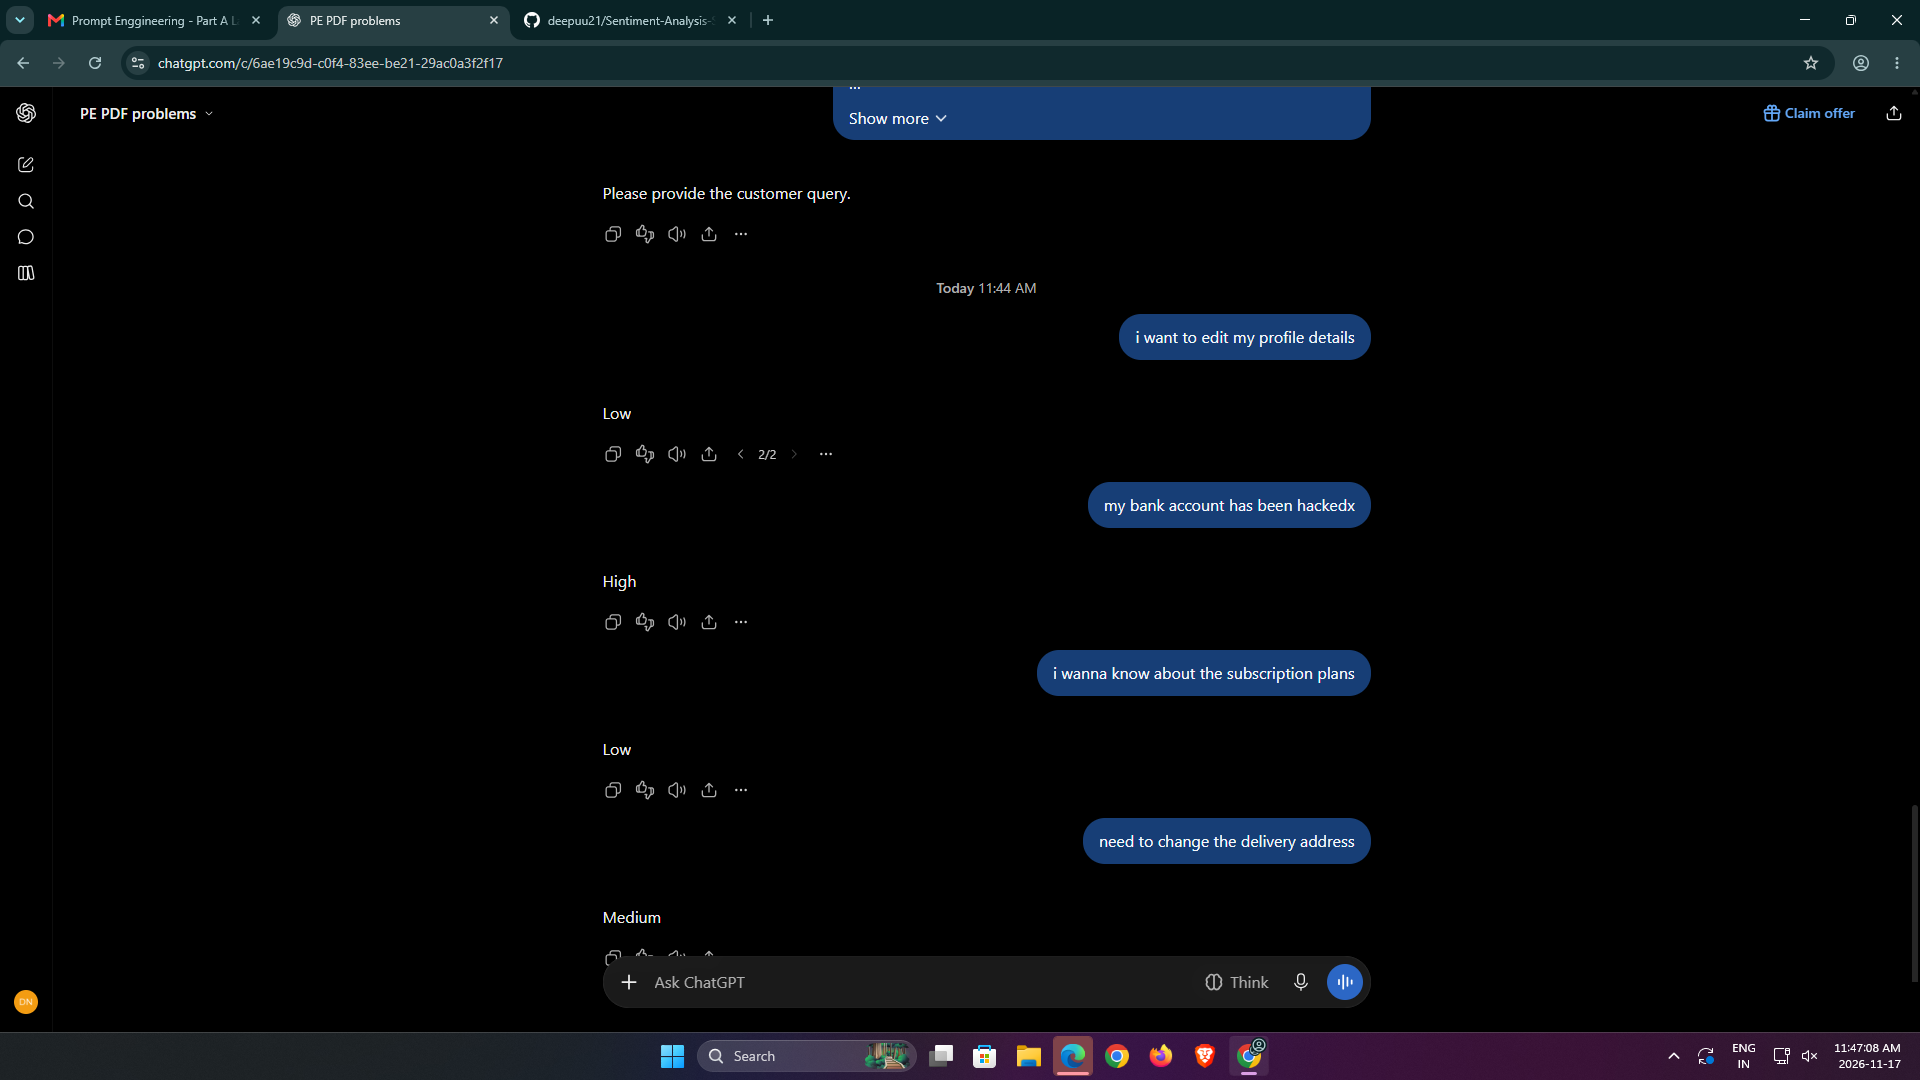 Prompt Enggineering - Part A L
PE PDF problems
deepuu21/Sentiment-Analysis-S
chatgpt.com/c/6ae19c9d-c0f4-83ee-be21-29ac0a3f2f17
PE PDF problems
Claim offer
...
Show more
Please provide the customer query.
Today 11:44 AM
i want to edit my profile details
Low
2/2
my bank account has been hackedx
High
i wanna know about the subscription plans
Low
need to change the delivery address
Medium
Ask ChatGPT
Think
DN
Search
ENG
IN
11:47:08 AM
2026-11-17